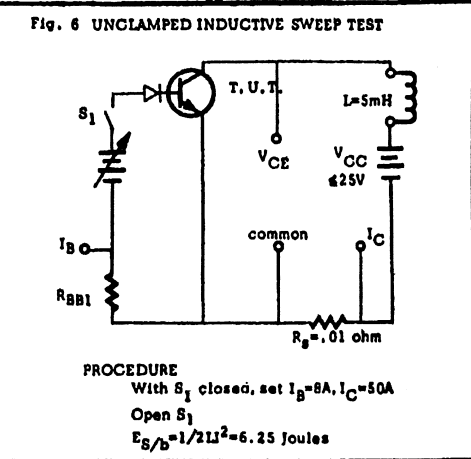 Fig. 6 UNCLAMPED INDUCTIVE SWEEP TEST
T.U.T.
L=5mH
S1
VCE
VCC
≤25V
IB
common
IC
RBB1
Rs=.01 ohm
PROCEDURE
With SI closed, set IB=8A, IC=50A
Open S1
ES/b=1/2LI²=6.25 Joules